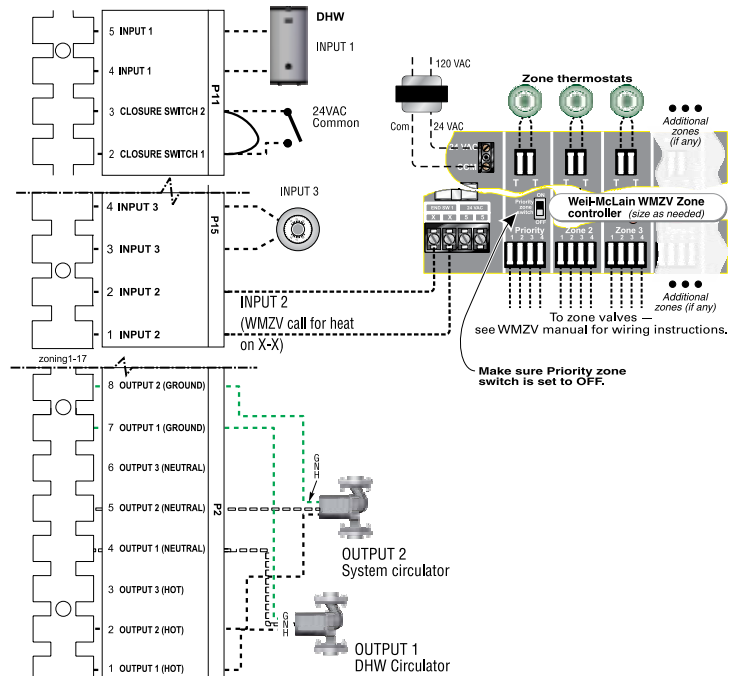 5 INPUT 1
4 INPUT 1
3 CLOSURE SWITCH 2
2 CLOSURE SWITCH 1
P11
DHW
INPUT 1
24VAC
Common
4 INPUT 3
3 INPUT 3
2 INPUT 2
1 INPUT 2
P15
INPUT 3
INPUT 2
(WMZV call for heat
on X-X)
zoning1-17
120 VAC
Com
24 VAC
Zone thermostats
Additional
zones
(if any)
24 VAC
COM
T T T T T T
END SW 1 24 VAC
X X S S
Priority
zone
switch
ON
OFF
Weil-McLain WMZV Zone
controller (size as needed)
Priority Zone 2 Zone 3
1 2 3 4 1 2 3 4 1 2 3 4
Additional
zones (if any)
To zone valves —
see WMZV manual for wiring instructions.
Make sure Priority zone
switch is set to OFF.
8 OUTPUT 2 (GROUND)
7 OUTPUT 1 (GROUND)
6 OUTPUT 3 (NEUTRAL)
5 OUTPUT 2 (NEUTRAL)
4 OUTPUT 1 (NEUTRAL)
3 OUTPUT 3 (HOT)
2 OUTPUT 2 (HOT)
1 OUTPUT 1 (HOT)
P2
G
N
H
OUTPUT 2
System circulator
G
N
H
OUTPUT 1
DHW Circulator